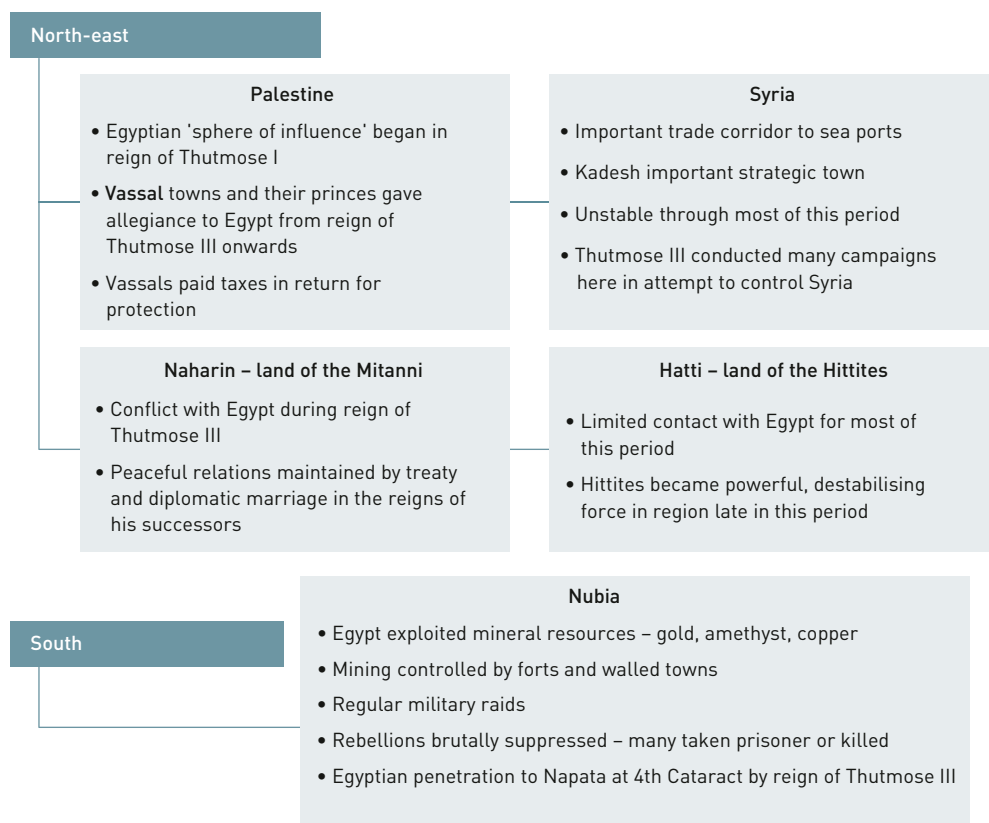 North-east
Palestine
• Egyptian 'sphere of influence' began in
reign of Thutmose I
• Vassal towns and their princes gave
allegiance to Egypt from reign of
Thutmose III onwards
• Vassals paid taxes in return for
protection
Syria
• Important trade corridor to sea ports
• Kadesh important strategic town
• Unstable through most of this period
• Thutmose III conducted many campaigns
here in attempt to control Syria
Naharin – land of the Mitanni
• Conflict with Egypt during reign of
Thutmose III
• Peaceful relations maintained by treaty
and diplomatic marriage in the reigns of
his successors
Hatti – land of the Hittites
• Limited contact with Egypt for most of
this period
• Hittites became powerful, destabilising
force in region late in this period
South
Nubia
• Egypt exploited mineral resources – gold, amethyst, copper
• Mining controlled by forts and walled towns
• Regular military raids
• Rebellions brutally suppressed – many taken prisoner or killed
• Egyptian penetration to Napata at 4th Cataract by reign of Thutmose III